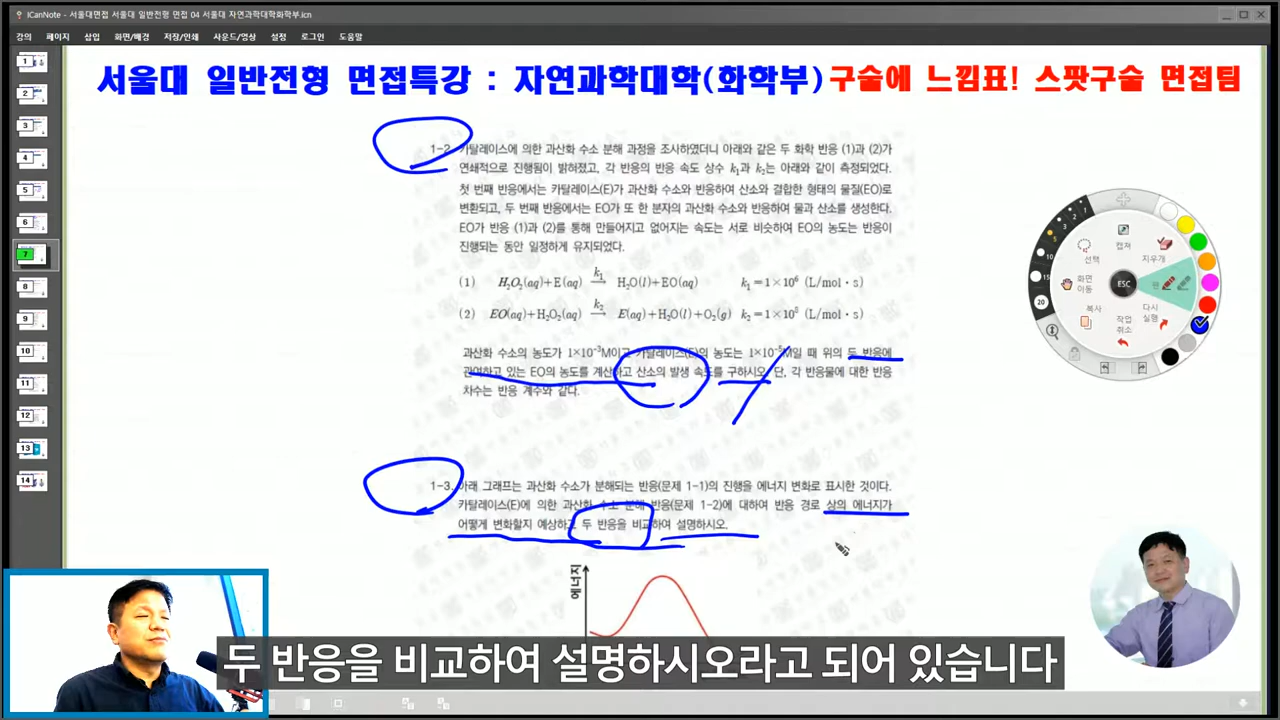 ICanNote - 서울대면접 서울대 일반전형 면접 04 서울대 자연과학대학화학부.icn
강의 페이지 삽입 화면/배경 저장/인쇄 사운드/영상 설정 로그인 도움말
서울대 일반전형 면접특강 : 자연과학대학(화학부) 구술에 느낌표! 스팟구술 면접팀
1
2
3
4
5
6
7
8
9
10
11
12
13
14
1-2. 카탈레이스에 의한 과산화 수소 분해 과정을 조사하였더니 아래와 같은 두 화학 반응 (1)과 (2)가
연쇄적으로 진행됨이 밝혀졌고, 각 반응의 반응 속도 상수 k₁과 k₂는 아래와 같이 측정되었다.
첫 번째 반응에서는 카탈레이스(E)가 과산화 수소와 반응하여 산소와 결합한 형태의 물질(EO)로
변환되고, 두 번째 반응에서는 EO가 또 한 분자의 과산화 수소와 반응하여 물과 산소를 생성한다.
EO가 반응 (1)과 (2)를 통해 만들어지고 없어지는 속도는 서로 비슷하여 EO의 농도는 반응이
진행되는 동안 일정하게 유지되었다.
(1) H₂O₂(aq)+E(aq) k₁→ H₂O(l)+EO(aq) k₁=1×10⁶ (L/mol·s)
(2) EO(aq)+H₂O₂(aq) k₂→ E(aq)+H₂O(l)+O₂(g) k₂=1×10⁸ (L/mol·s)
과산화 수소의 농도가 1×10⁻³M이고 카탈레이스(E)의 농도는 1×10⁻⁵M일 때 위의 두 반응에
관여하고 있는 EO의 농도를 계산하고 산소의 발생 속도를 구하시오. 단, 각 반응물에 대한 반응
차수는 반응 계수와 같다.
1-3. 아래 그래프는 과산화 수소가 분해되는 반응(문제 1-1)의 진행을 에너지 변화로 표시한 것이다.
카탈레이스(E)에 의한 과산화 수소 분해 반응(문제 1-2)에 대하여 반응 경로 상의 에너지가
어떻게 변화할지 예상하고 두 반응을 비교하여 설명하시오.
에너지
선택
캡쳐
지우개
화면
이동
ESC
펜
복사
작업
취소
다시
실행
1
2
5
10
15
20
두 반응을 비교하여 설명하시오라고 되어 있습니다